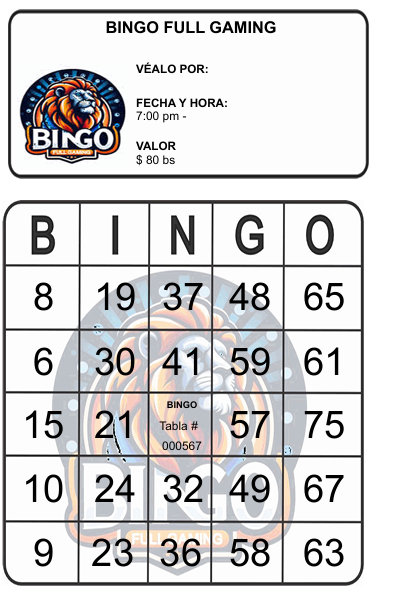 BINGO FULL GAMING
VÉALO POR:
FECHA Y HORA:
7:00 pm -
VALOR
$ 80 bs
BINGO
FULL GAMING
B I N G O
8 19 37 48 65
6 30 41 59 61
15 21 BINGO 57 75
Tabla #
000567
10 24 32 49 67
9 23 36 58 63
BINGO
FULL GAMING